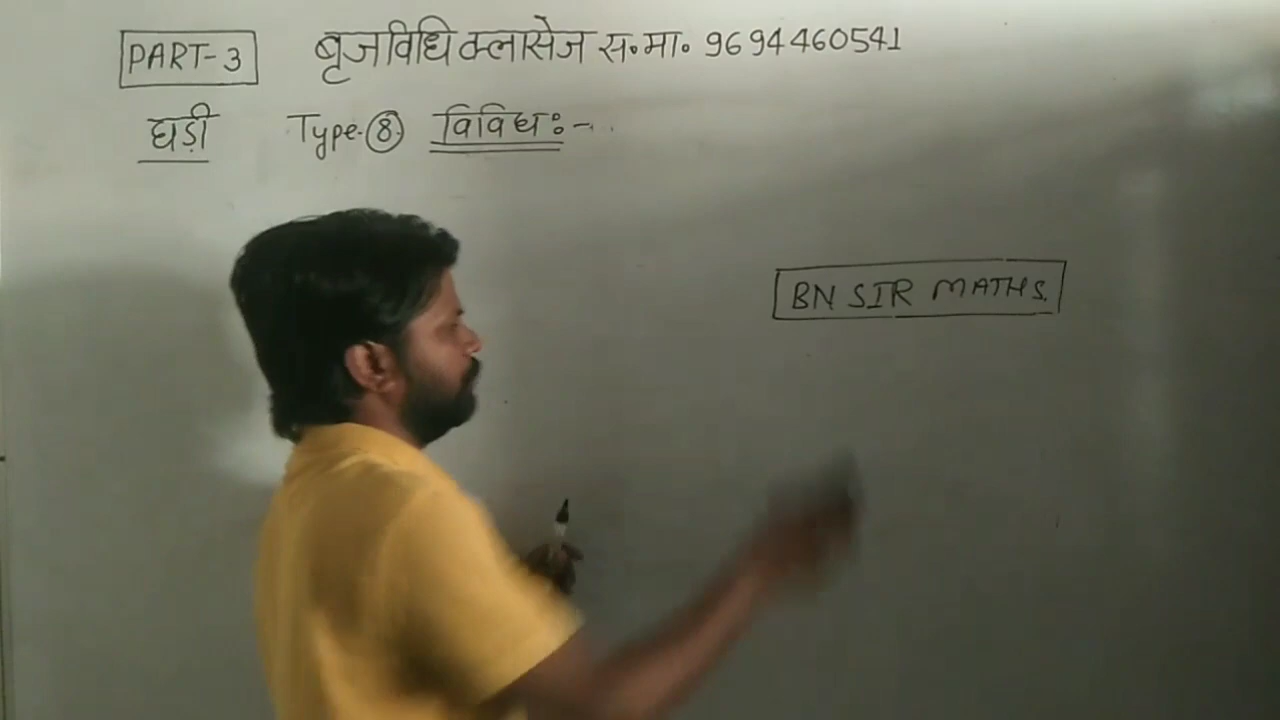 PART-3 बृजविधि क्लासेज स॰मा॰ 9694460541
घड़ी Type-⑧ विविधः-
BN SIR MATHS.